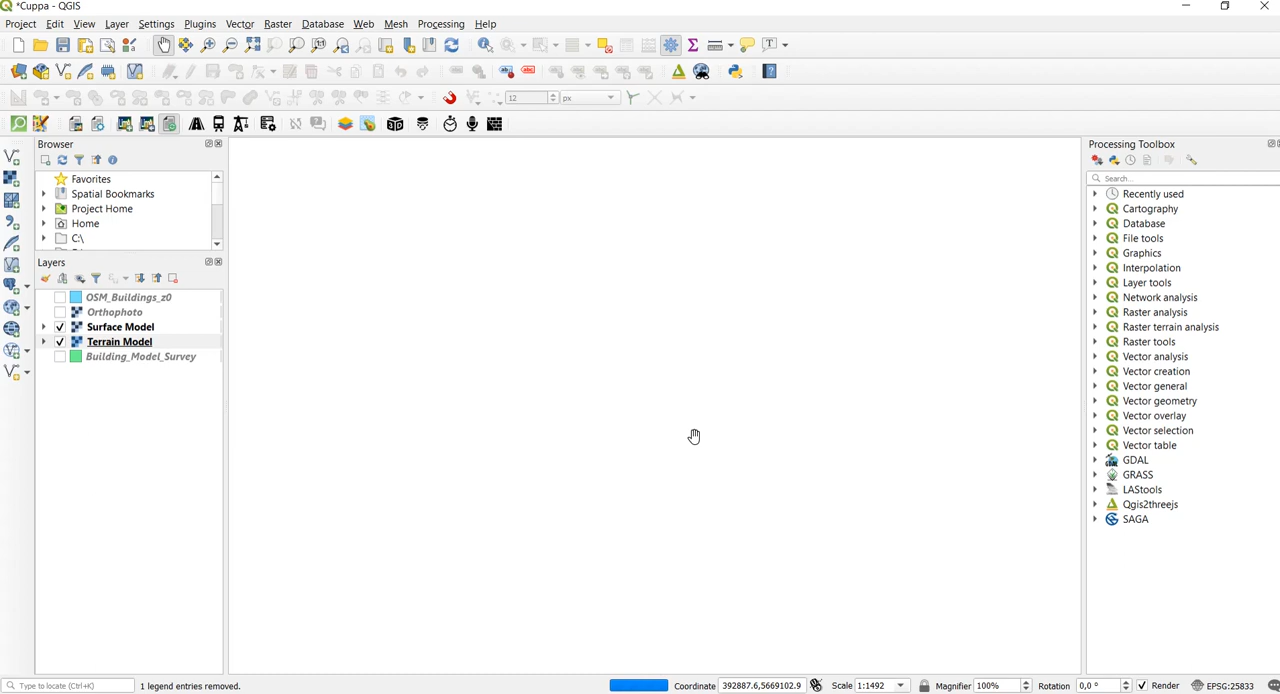 *Cuppa - QGIS
Project Edit View Layer Settings Plugins Vector Raster Database Web Mesh Processing Help
12 px
Browser
Favorites
Spatial Bookmarks
Project Home
Home
C:\
Layers
OSM_Buildings_z0
Orthophoto
Surface Model
Terrain Model
Building_Model_Survey
Processing Toolbox
Search...
Recently used
Cartography
Database
File tools
Graphics
Interpolation
Layer tools
Network analysis
Raster analysis
Raster terrain analysis
Raster tools
Vector analysis
Vector creation
Vector general
Vector geometry
Vector overlay
Vector selection
Vector table
GDAL
GRASS
LAStools
Qgis2threejs
SAGA
Type to locate (Ctrl+K) 1 legend entries removed. Coordinate 392887.6,5669102.9 Scale 1:1492 Magnifier 100% Rotation 0,0 ° Render EPSG:25833